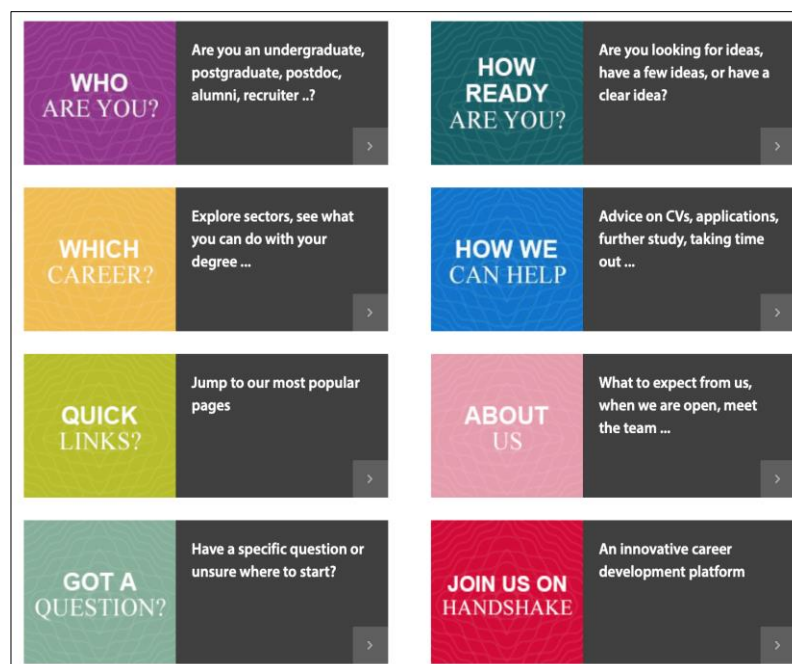 WHO
ARE YOU?
Are you an undergraduate,
postgraduate, postdoc,
alumni, recruiter ..?
HOW
READY
ARE YOU?
Are you looking for ideas,
have a few ideas, or have a
clear idea?
WHICH
CAREER?
Explore sectors, see what
you can do with your
degree ...
HOW WE
CAN HELP
Advice on CVs, applications,
further study, taking time
out ...
QUICK
LINKS?
Jump to our most popular
pages
ABOUT
US
What to expect from us,
when we are open, meet
the team ...
GOT A
QUESTION?
Have a specific question or
unsure where to start?
JOIN US ON
HANDSHAKE
An innovative career
development platform